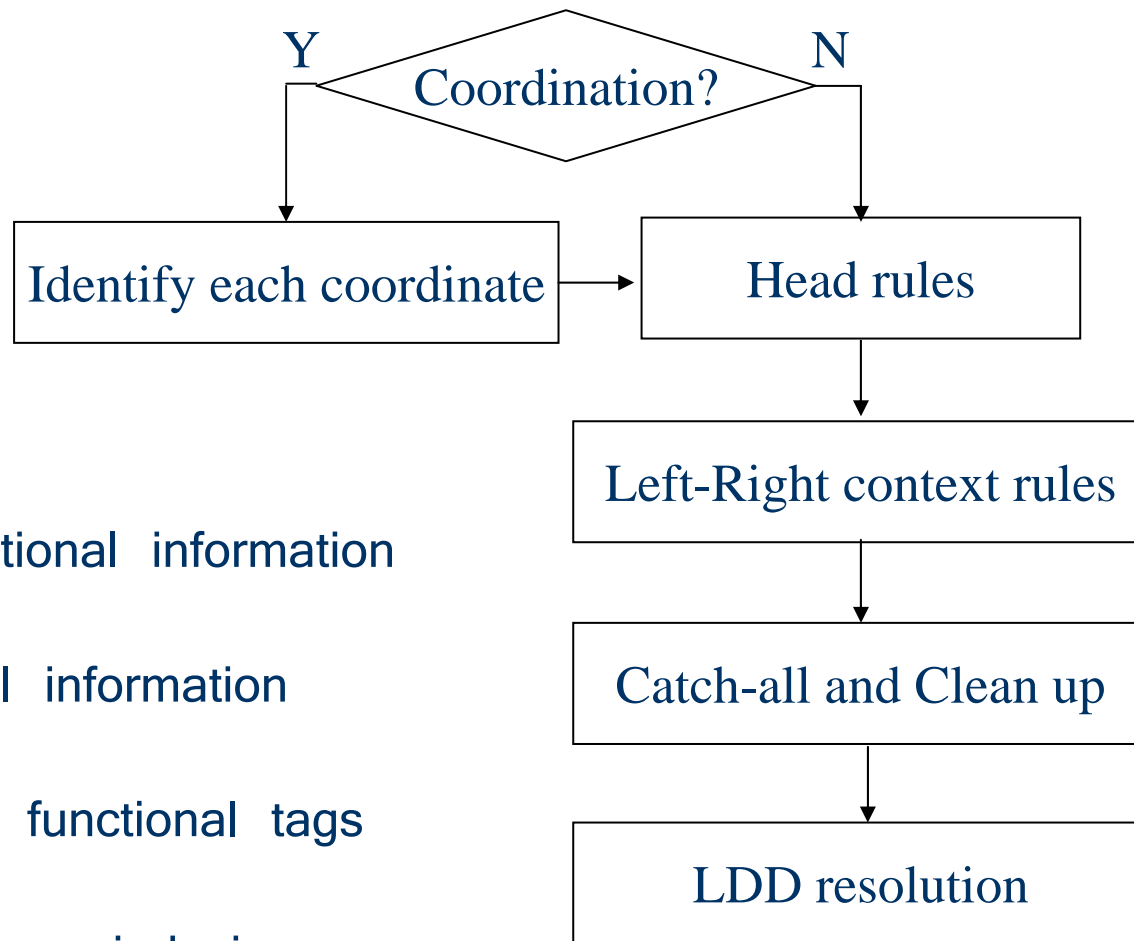 Y
N
Coordination?
Identify each coordinate
Head rules
Left-Right context rules
tional information
l information
Catch-all and Clean up
functional tags
LDD resolution